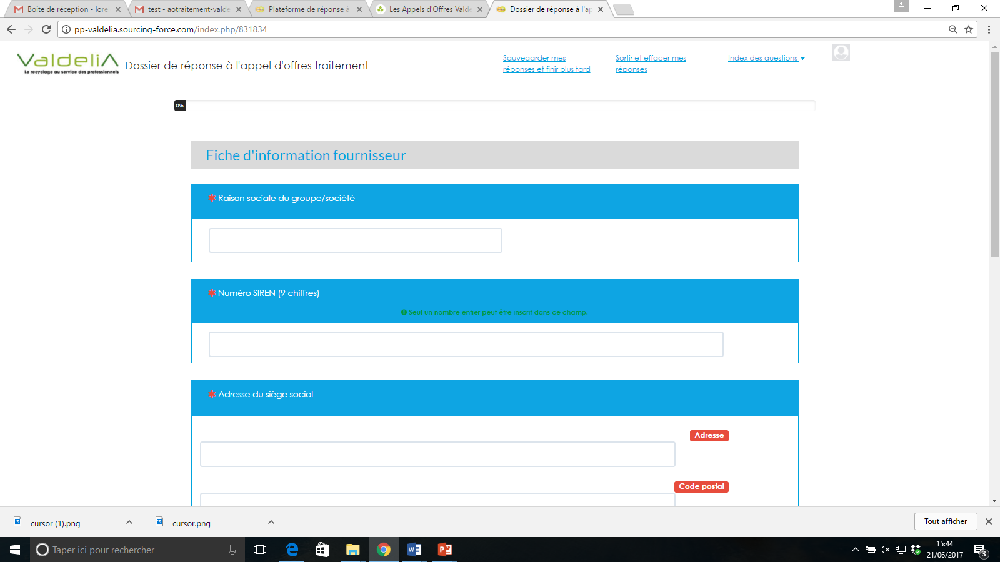 Boîte de réception - lorel
test - aotraitement-valde
Plateforme de réponse à
Les Appels d'Offres Valde
Dossier de réponse à l'ap
pp-valdelia.sourcing-force.com/index.php/831834
Valdelia
Le recyclage au service des professionnels
Dossier de réponse à l'appel d'offres traitement
Sauvegarder mes
réponses et finir plus tard
Sortir et effacer mes
réponses
Index des questions
0%
Fiche d'information fournisseur
Raison sociale du groupe/société
Numéro SIREN (9 chiffres)
Seul un nombre entier peut être inscrit dans ce champ.
Adresse du siège social
Adresse
Code postal
cursor (1).png
cursor.png
Tout afficher
Taper ici pour rechercher
15:44
21/06/2017
3